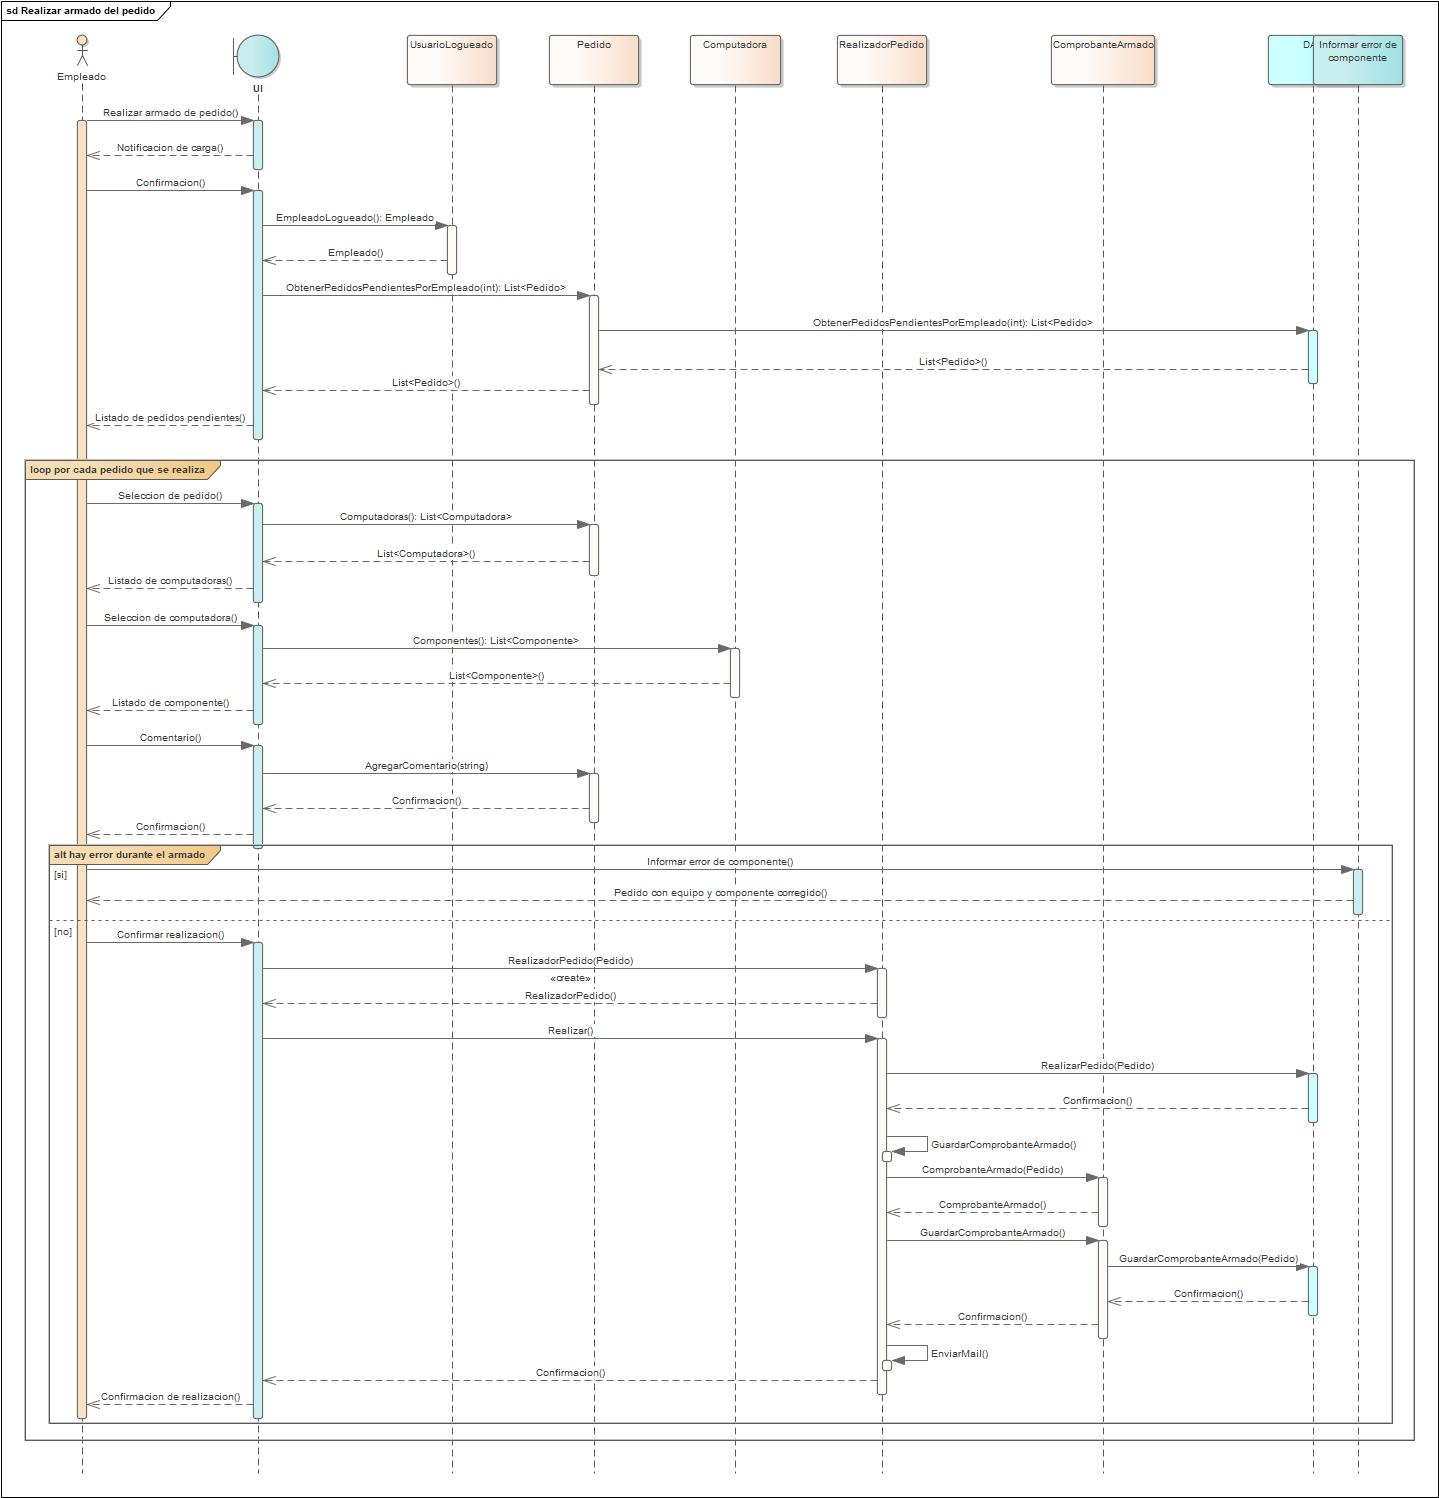 sd Realizar armado del pedido
Empleado
UI
UsuarioLogueado
Pedido
Computadora
RealizadorPedido
ComprobanteArmado
Informar error de
componente
Realizar armado de pedido()
Notificacion de carga()
Confirmacion()
EmpleadoLogueado(): Empleado
Empleado()
ObtenerPedidosPendientesPorEmpleado(int): List<Pedido>
ObtenerPedidosPendientesPorEmpleado(int): List<Pedido>
List<Pedido>()
List<Pedido>()
Listado de pedidos pendientes()
loop por cada pedido que se realiza
Seleccion de pedido()
Computadoras(): List<Computadora>
List<Computadora>()
Listado de computadoras()
Seleccion de computadora()
Componentes(): List<Componente>
List<Componente>()
Listado de componente()
Comentario()
AgregarComentario(string)
Confirmacion()
Confirmacion()
alt hay error durante el armado
Informar error de componente()
[si]
Pedido con equipo y componente corregido()
[no]
Confirmar realizacion()
RealizadorPedido(Pedido)
«create»
RealizadorPedido()
Realizar()
RealizarPedido(Pedido)
Confirmacion()
GuardarComprobanteArmado()
ComprobanteArmado(Pedido)
ComprobanteArmado()
GuardarComprobanteArmado()
GuardarComprobanteArmado(Pedido)
Confirmacion()
Confirmacion()
EnviarMail()
Confirmacion()
Confirmacion de realizacion()